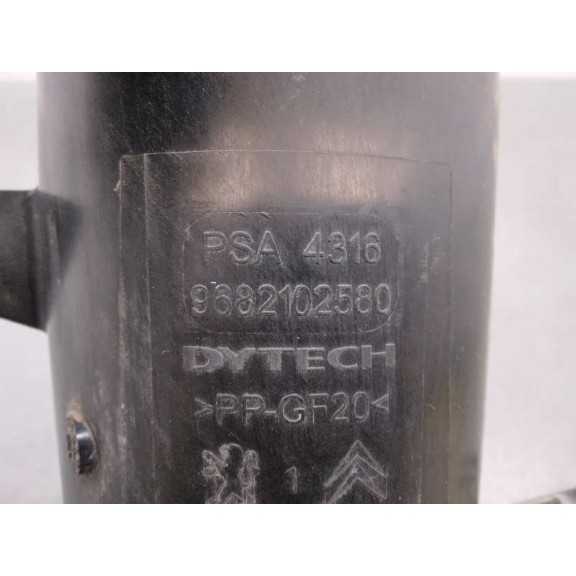 PSA 4316
9682102580
DYTECH
>PP-GF20<
1